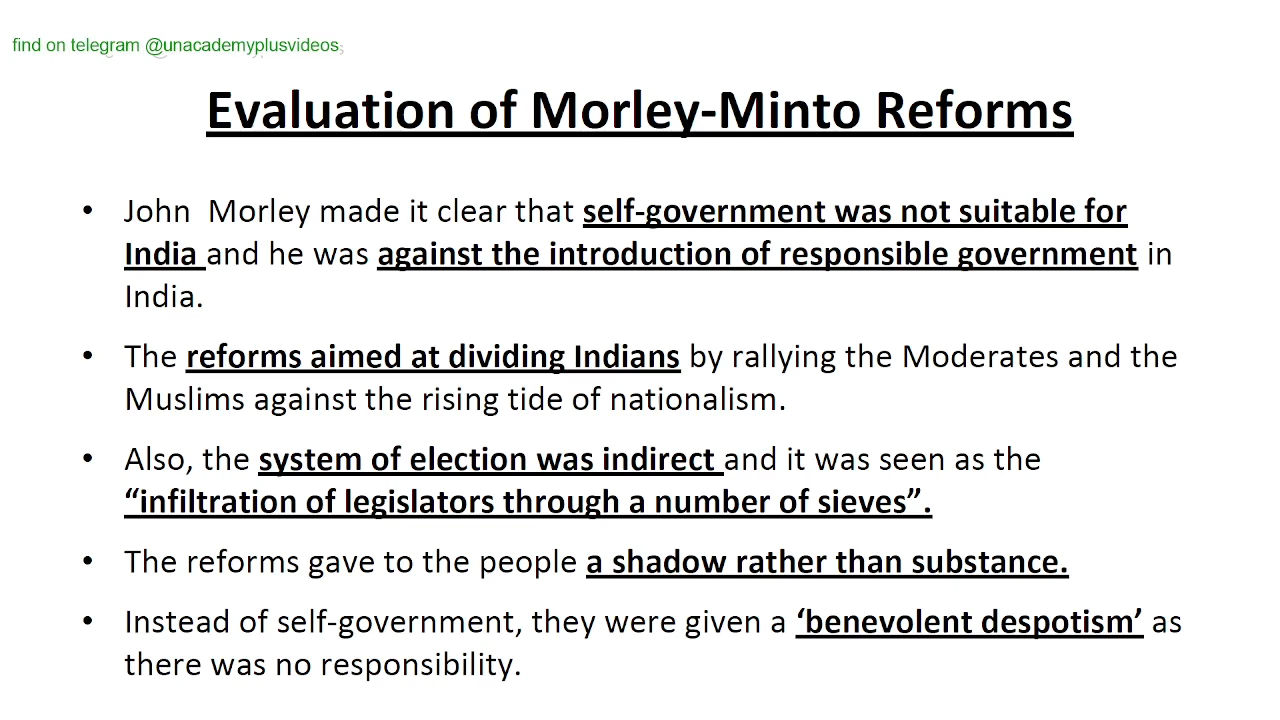 find on telegram @unacademyplusvideos
Evaluation of Morley-Minto Reforms
• John Morley made it clear that self-government was not suitable for
India and he was against the introduction of responsible government in
India.
• The reforms aimed at dividing Indians by rallying the Moderates and the
Muslims against the rising tide of nationalism.
• Also, the system of election was indirect and it was seen as the
“infiltration of legislators through a number of sieves”.
• The reforms gave to the people a shadow rather than substance.
• Instead of self-government, they were given a ‘benevolent despotism’ as
there was no responsibility.